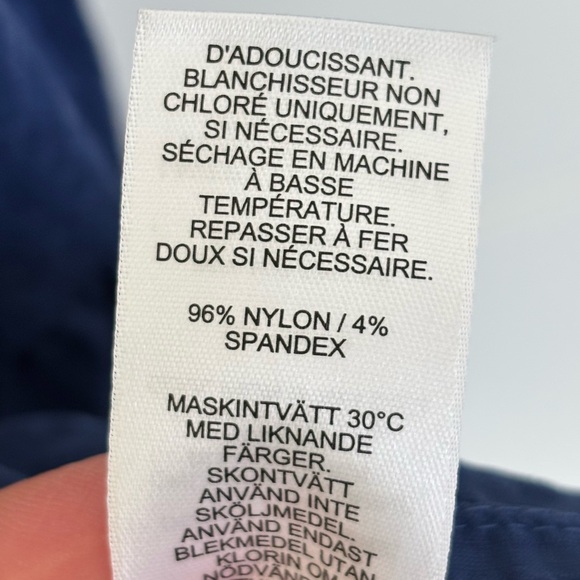 D'ADOUCISSANT.
BLANCHISSEUR NON
CHLORÉ UNIQUEMENT,
SI NÉCESSAIRE.
SÉCHAGE EN MACHINE
À BASSE
TEMPÉRATURE.
REPASSER À FER
DOUX SI NÉCESSAIRE.
96% NYLON / 4%
SPANDEX
MASKINTVÄTT 30°C
MED LIKNANDE
FÄRGER.
SKONTVÄTT
ANVÄND INTE
SKÖLJMEDEL.
ANVÄND ENDAST
BLEKMEDEL UTAN
KLORIN OM
NÖDVÄND